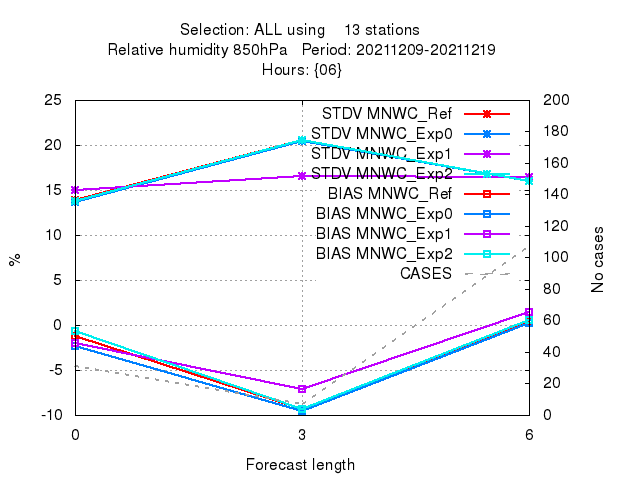 Selection: ALL using    13 stations
Relative humidity 850hPa   Period: 20211209-20211219
Hours: {06}
25
20
15
10
5
0
-5
-10
%
200
180
160
140
120
100
80
60
40
20
0
No cases
STDV MNWC_Ref
STDV MNWC_Exp0
STDV MNWC_Exp1
STDV MNWC_Exp2
BIAS MNWC_Ref
BIAS MNWC_Exp0
BIAS MNWC_Exp1
BIAS MNWC_Exp2
CASES
0 3 6
Forecast length